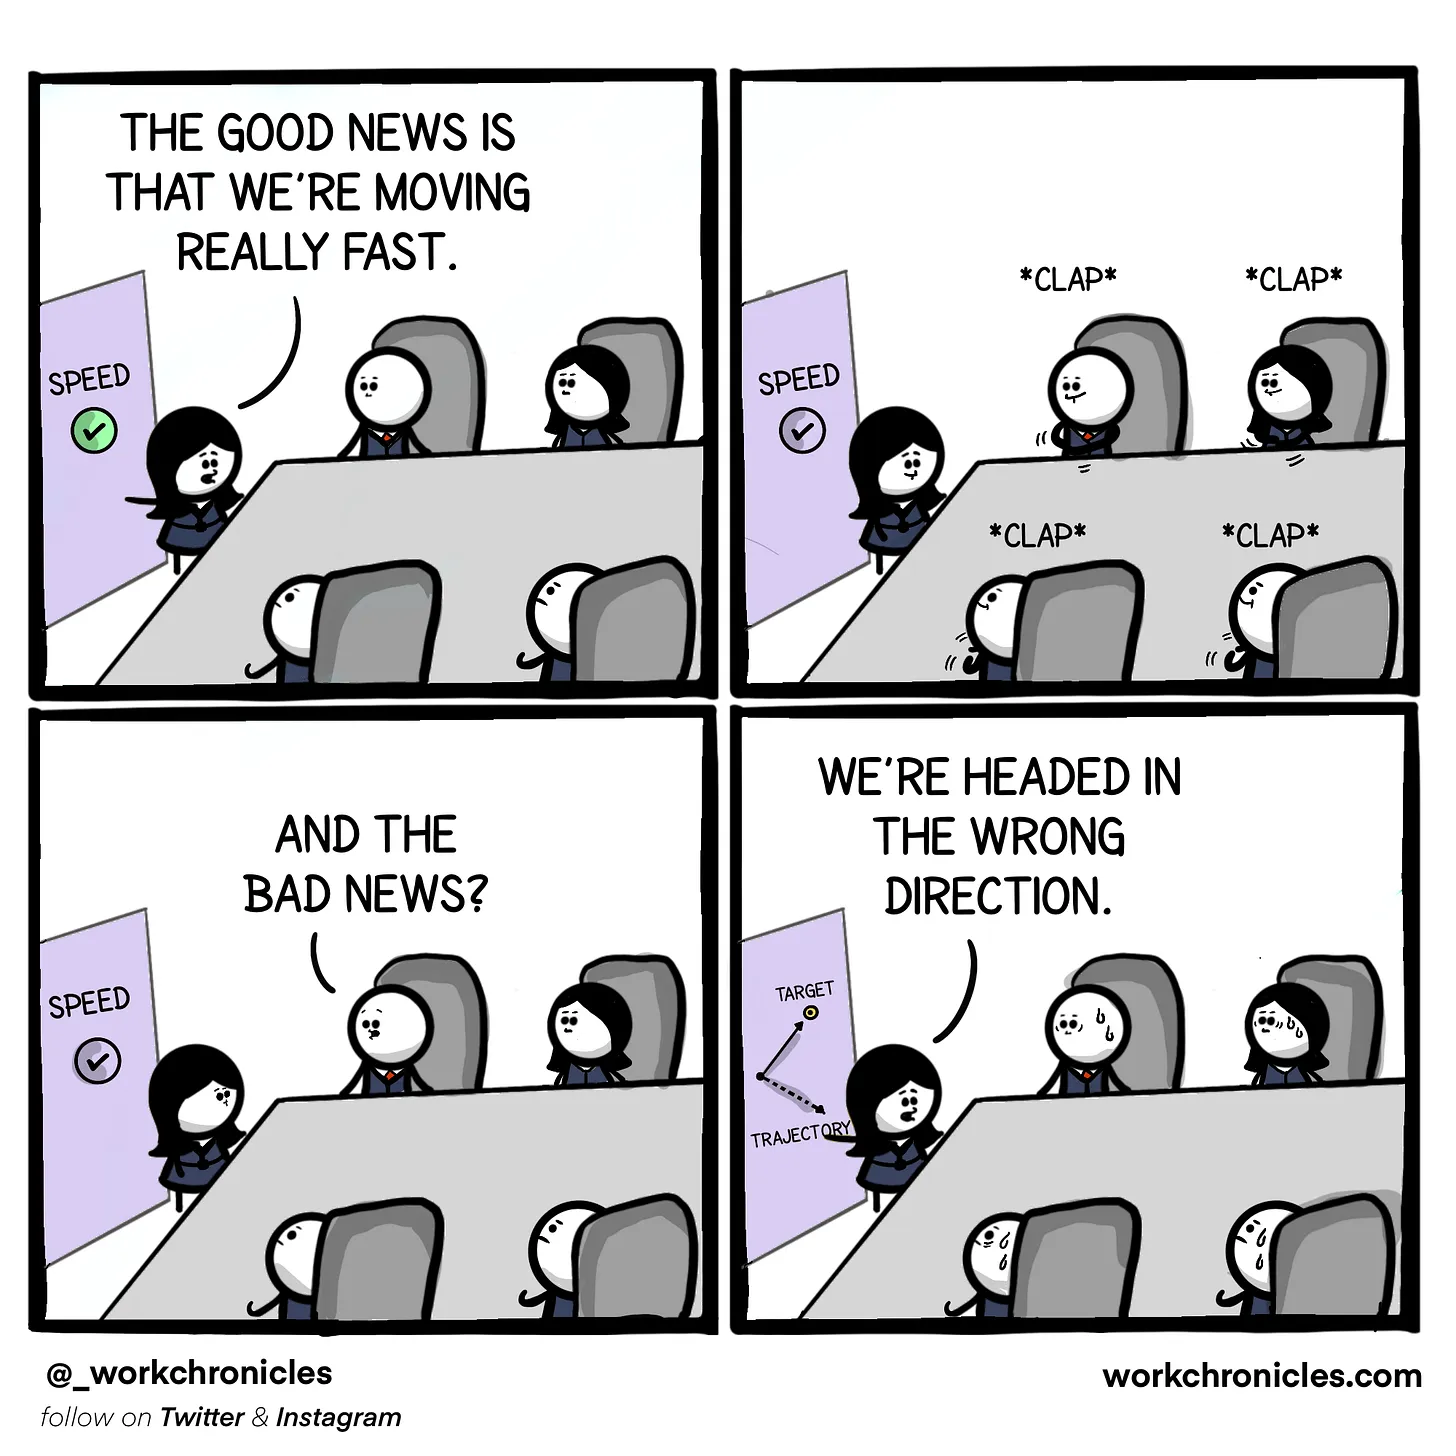 THE GOOD NEWS IS
THAT WE'RE MOVING
REALLY FAST.
SPEED
*CLAP* *CLAP*
SPEED
*CLAP* *CLAP*
AND THE
BAD NEWS?
SPEED
WE'RE HEADED IN
THE WRONG
DIRECTION.
TARGET
TRAJECTORY
@_workchronicles
follow on Twitter & Instagram
workchronicles.com